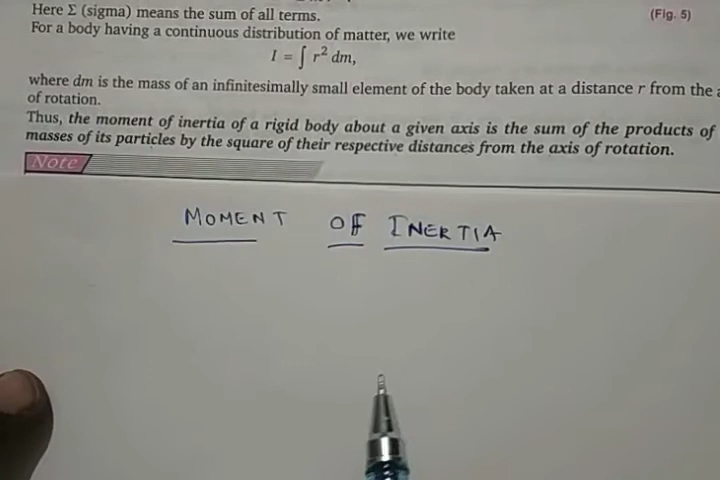 Here Σ (sigma) means the sum of all terms.
(Fig. 5)
For a body having a continuous distribution of matter, we write
I = ∫ r² dm,
where dm is the mass of an infinitesimally small element of the body taken at a distance r from the
of rotation.
Thus, the moment of inertia of a rigid body about a given axis is the sum of the products of
masses of its particles by the square of their respective distances from the axis of rotation.
Note
MOMENT OF INERTIA